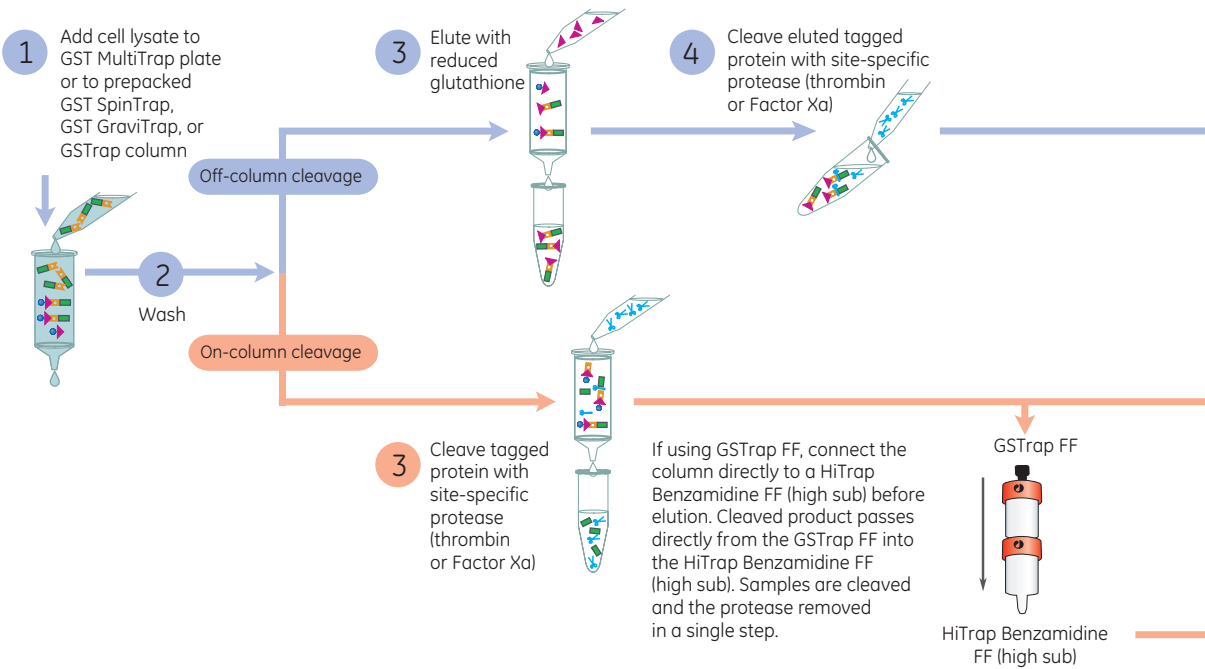 1
Add cell lysate to
GST MultiTrap plate
or to prepacked
GST SpinTrap,
GST GraviTrap, or
GSTrap column
2
Wash
Off-column cleavage
3
Elute with
reduced
glutathione
4
Cleave eluted tagged
protein with site-specific
protease (thrombin
or Factor Xa)
On-column cleavage
3
Cleave tagged
protein with
site-specific
protease
(thrombin
or Factor Xa)
If using GSTrap FF, connect the
column directly to a HiTrap
Benzamidine FF (high sub) before
elution. Cleaved product passes
directly from the GSTrap FF into
the HiTrap Benzamidine FF
(high sub). Samples are cleaved
and the protease removed
in a single step.
GSTrap FF
HiTrap Benzamidine
FF (high sub)